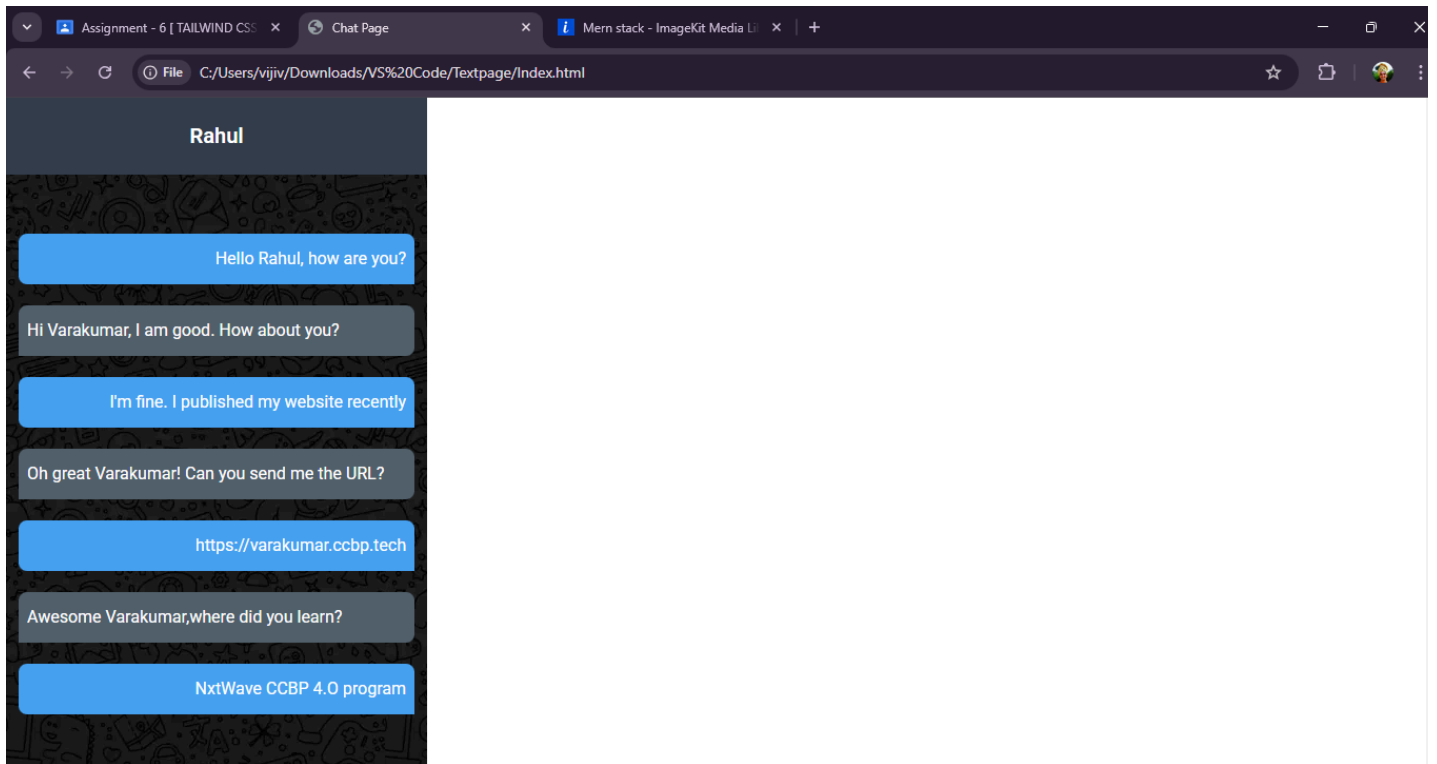 Assignment - 6 [ TAILWIND CSS
Chat Page
Mern stack - ImageKit Media Li
File C:/Users/vijiv/Downloads/VS%20Code/Textpage/Index.html
Rahul
Hello Rahul, how are you?
Hi Varakumar, I am good. How about you?
I'm fine. I published my website recently
Oh great Varakumar! Can you send me the URL?
https://varakumar.ccbp.tech
Awesome Varakumar,where did you learn?
NxtWave CCBP 4.O program